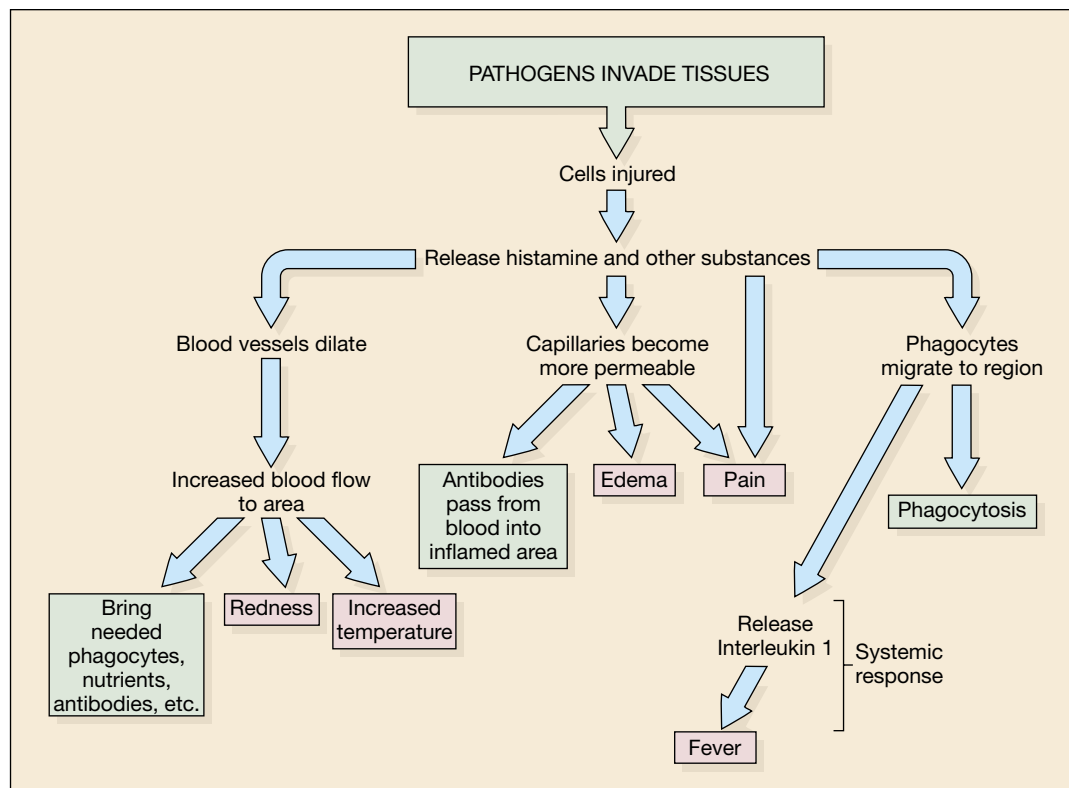 PATHOGENS INVADE TISSUES
Cells injured
Release histamine and other substances
Blood vessels dilate
Capillaries become
more permeable
Phagocytes
migrate to region
Increased blood flow
to area
Antibodies
pass from
blood into
inflamed area
Edema
Pain
Phagocytosis
Bring
needed
phagocytes,
nutrients,
antibodies, etc.
Redness
Increased
temperature
Release
Interleukin 1
Systemic
response
Fever